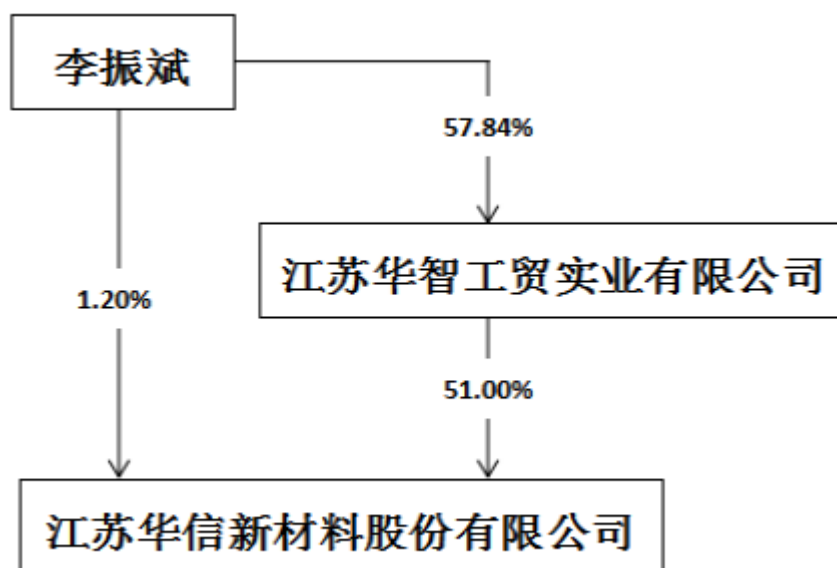 李振斌
57.84%
江苏华智工贸实业有限公司
1.20%
51.00%
江苏华信新材料股份有限公司